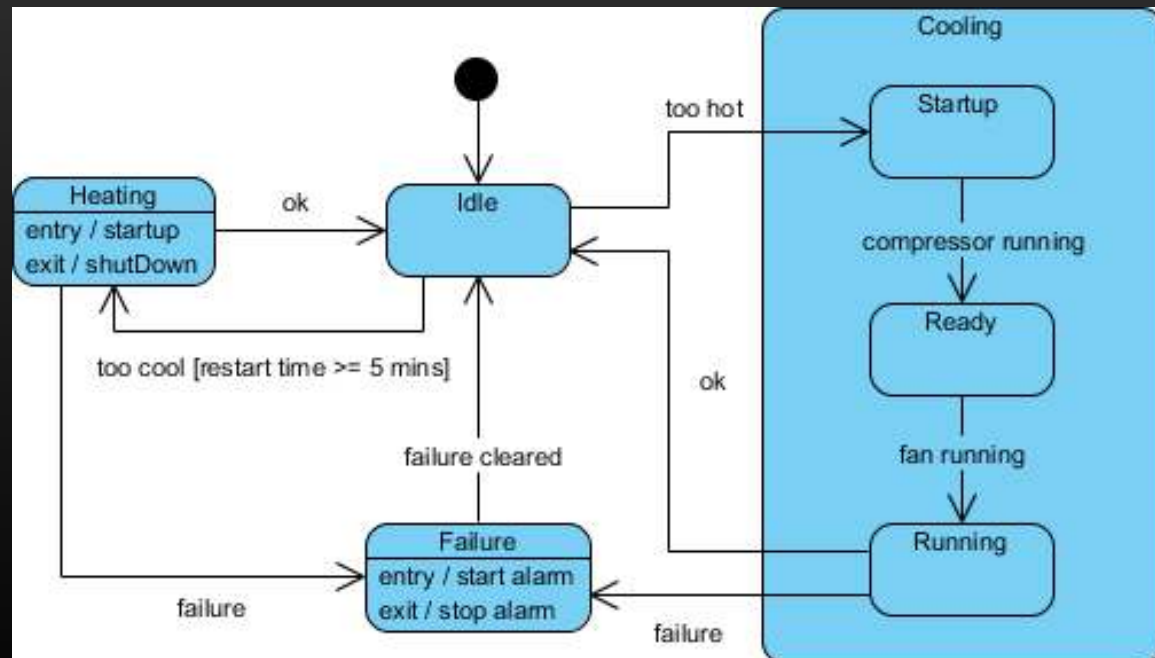 Cooling
too hot
Startup
Heating
entry / startup
exit / shutDown
ok
Idle
compressor running
Ready
too cool [restart time >= 5 mins]
ok
failure cleared
fan running
Failure
entry / start alarm
exit / stop alarm
Running
failure
failure